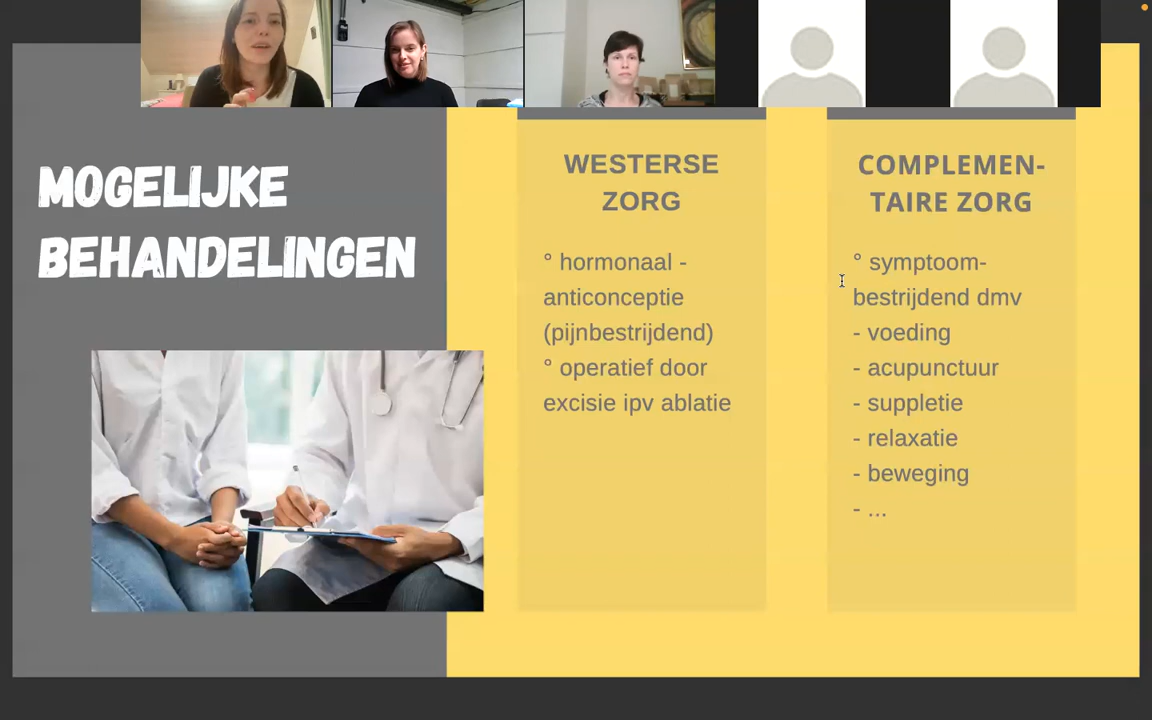 MOGELIJKE
BEHANDELINGEN
WESTERSE
ZORG
° hormonaal -
anticonceptie
(pijnbestrijdend)
° operatief door
excisie ipv ablatie
COMPLEMEN-
TAIRE ZORG
° symptoom-
bestrijdend dmv
- voeding
- acupunctuur
- suppletie
- relaxatie
- beweging
- ...